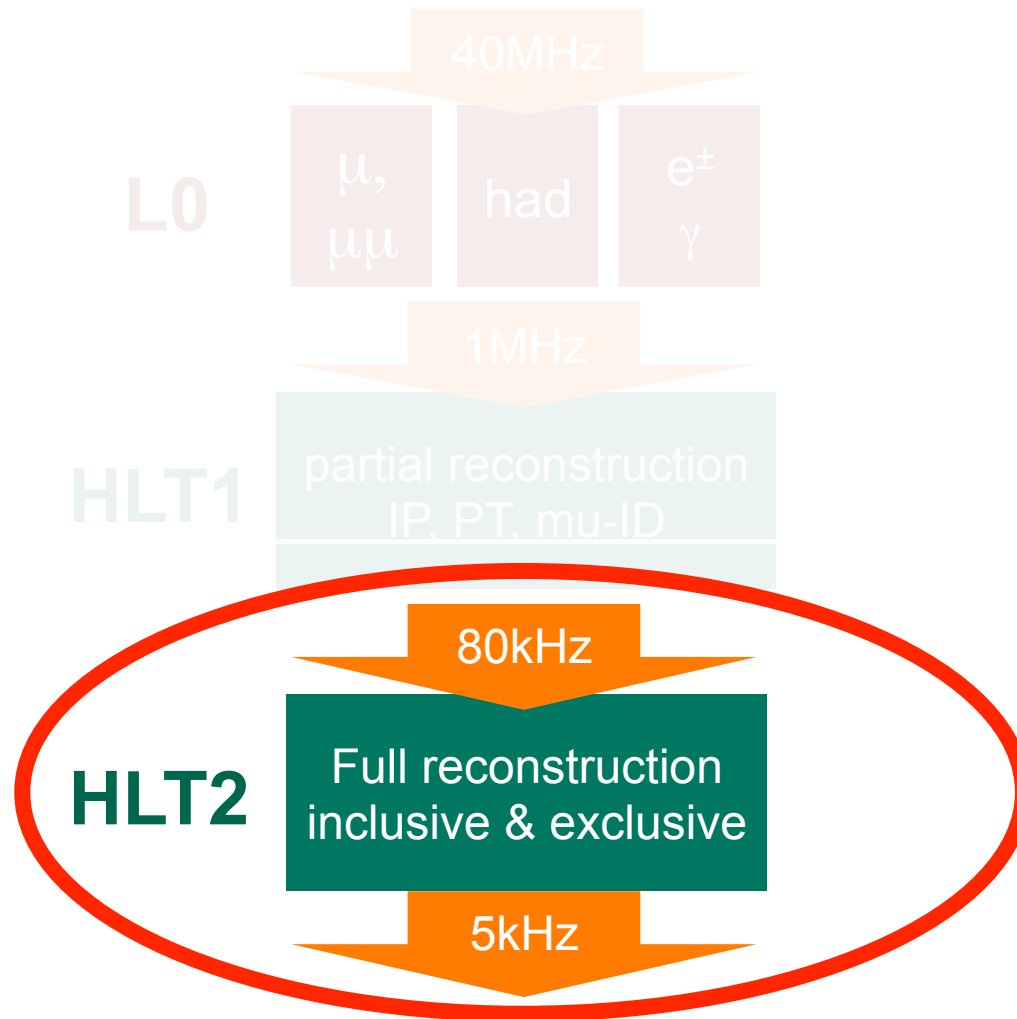 40MHz
L0
μ,
μμ
had
e±
γ
1MHz
HLT1
partial reconstruction
IP, PT, mu-ID
80kHz
HLT2
Full reconstruction
inclusive & exclusive
5kHz